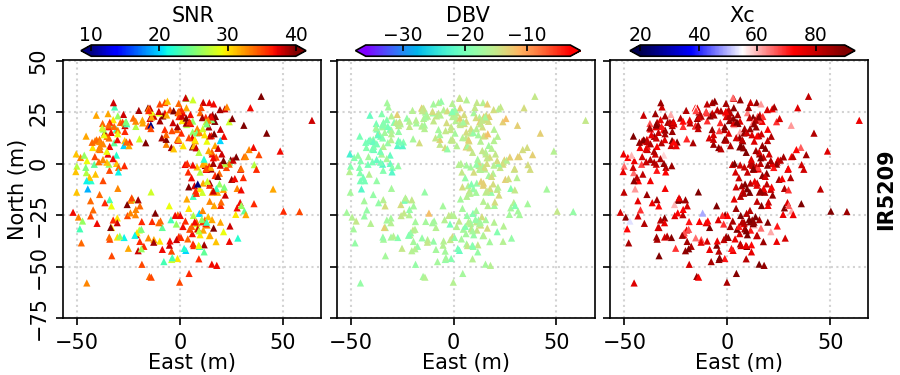 SNR
10 20 30 40
DBV
−30 −20 −10
Xc
20 40 60 80
North (m)
50
25
0
−25
−50
−75
−50 0 50
East (m)
−50 0 50
East (m)
−50 0 50
East (m)
IR5209